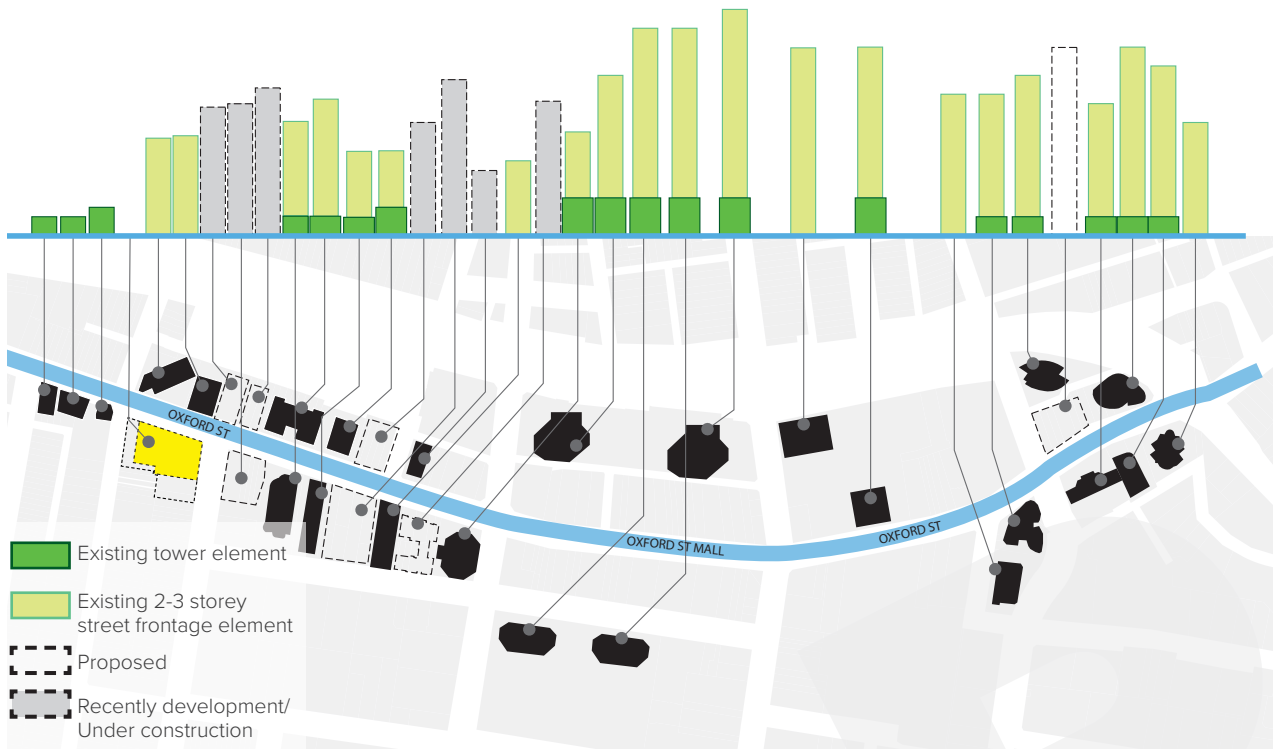 OXFORD ST
OXFORD ST MALL
OXFORD ST
Existing tower element
Existing 2-3 storey
street frontage element
Proposed
Recently development/
Under construction